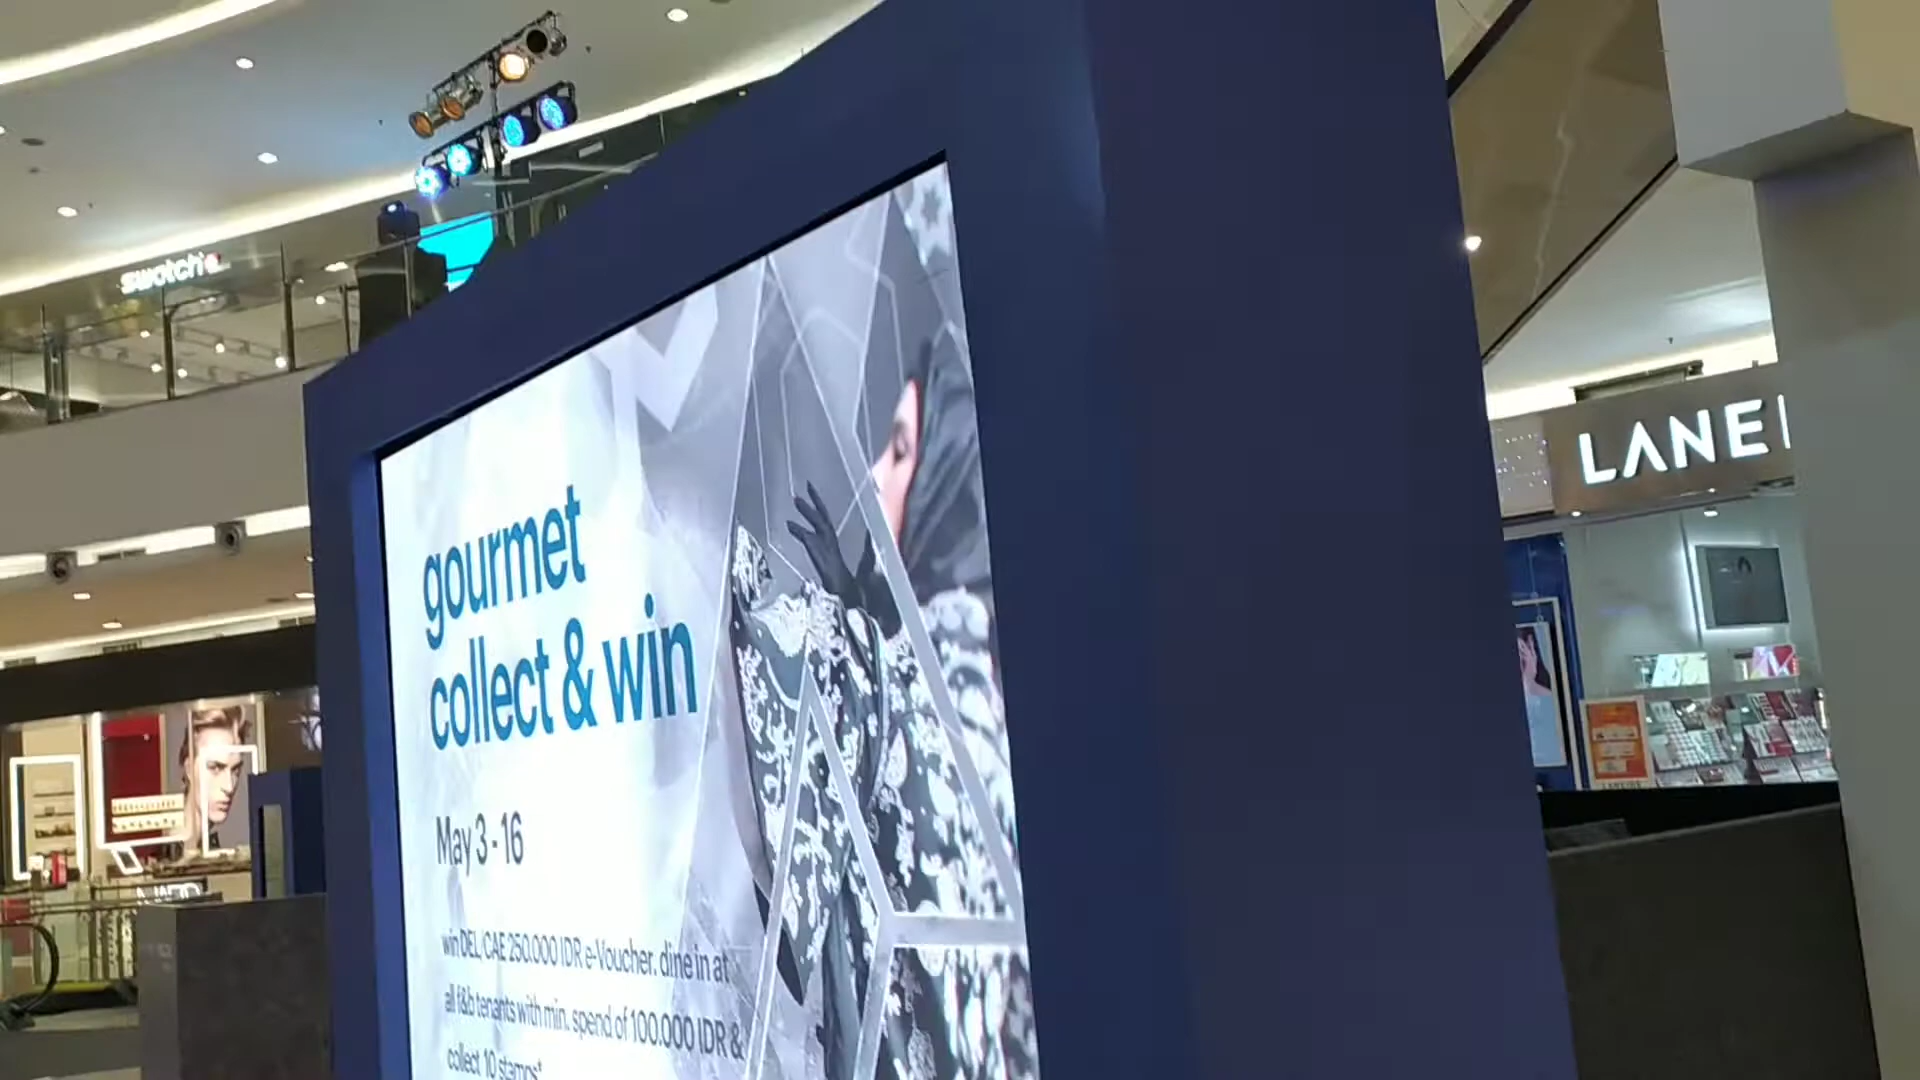 swatch
LANEI
gourmet
collect & win
May 3 - 16
win DEL/CAE 250.000 IDR e-Voucher. dine in at
all f&b tenants with min. spend of 100.000 IDR &
collect 10 stamps*